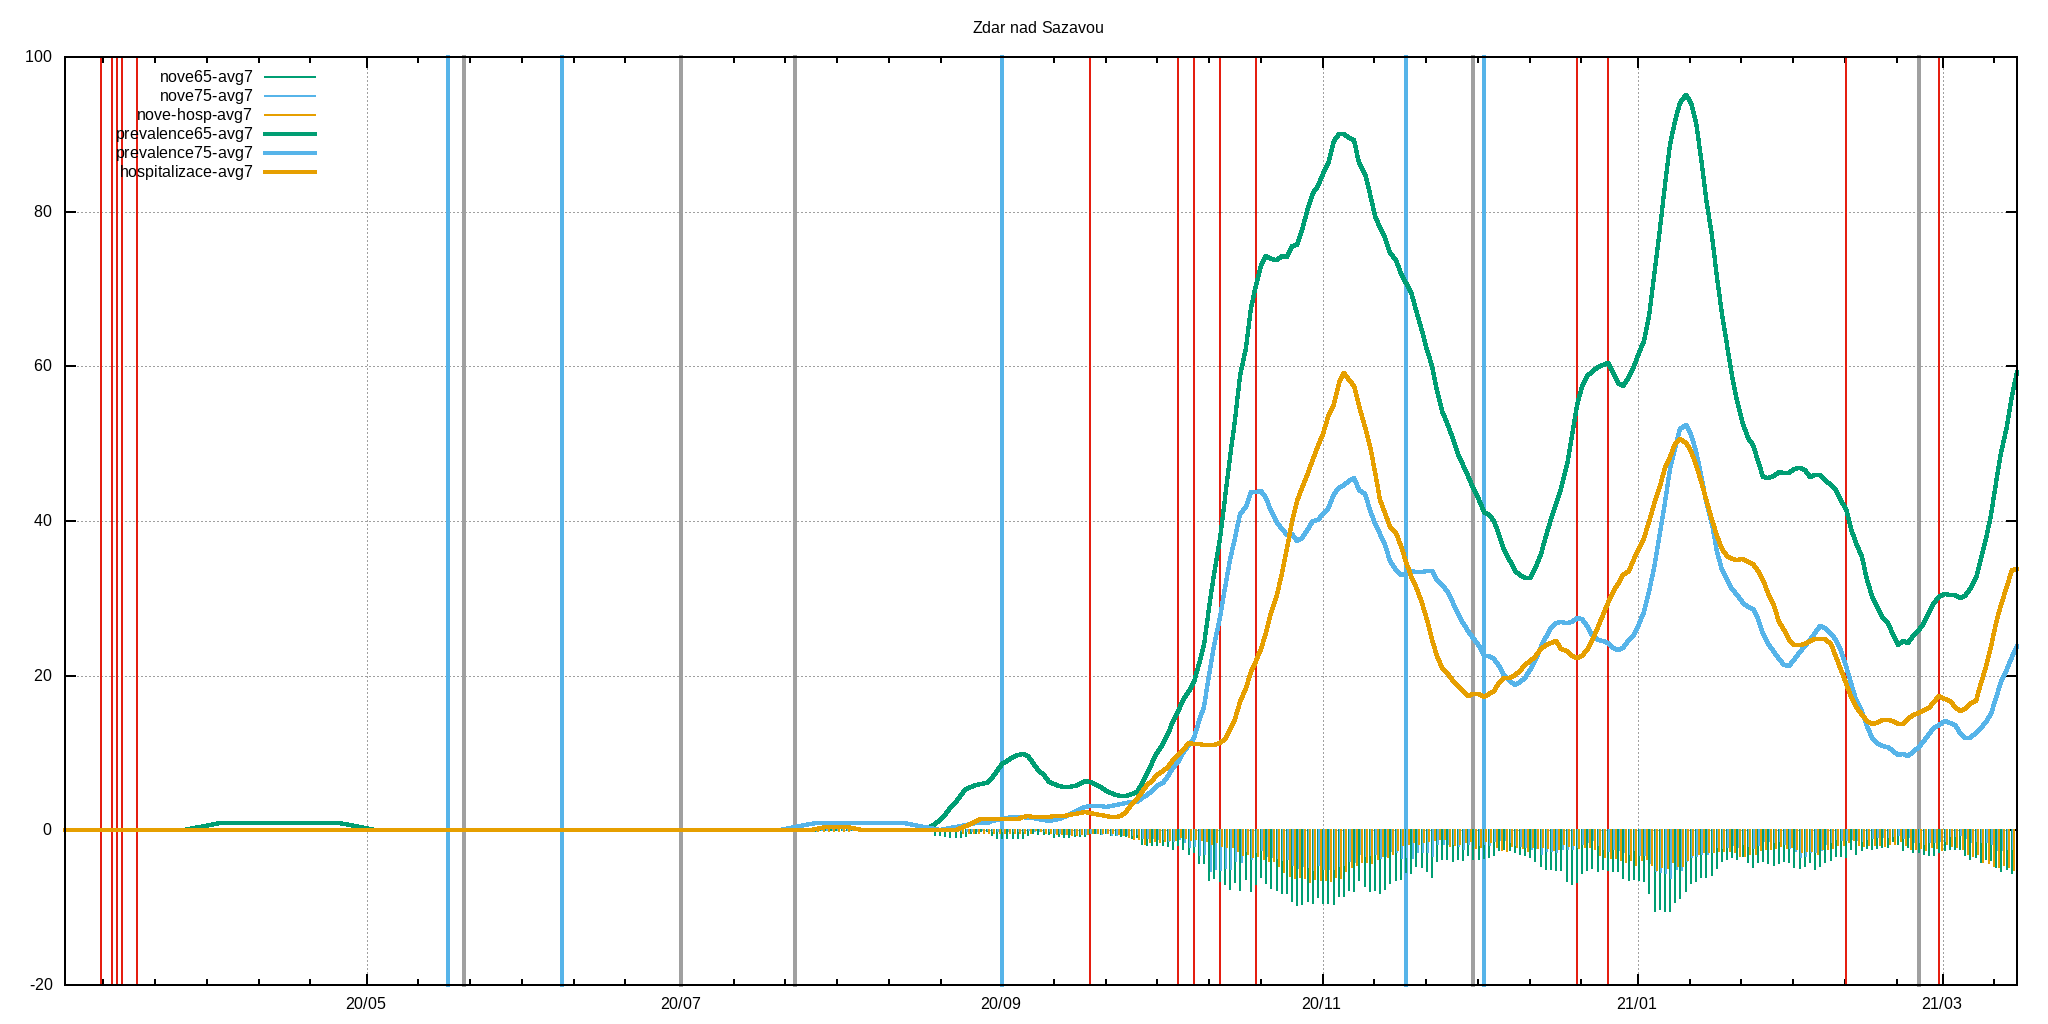 Zdar nad Sazavou
100
80
60
40
20
0
-20
nove65-avg7
nove75-avg7
nove-hosp-avg7
prevalence65-avg7
prevalence75-avg7
hospitalizace-avg7
20/05
20/07
20/09
20/11
21/01
21/03